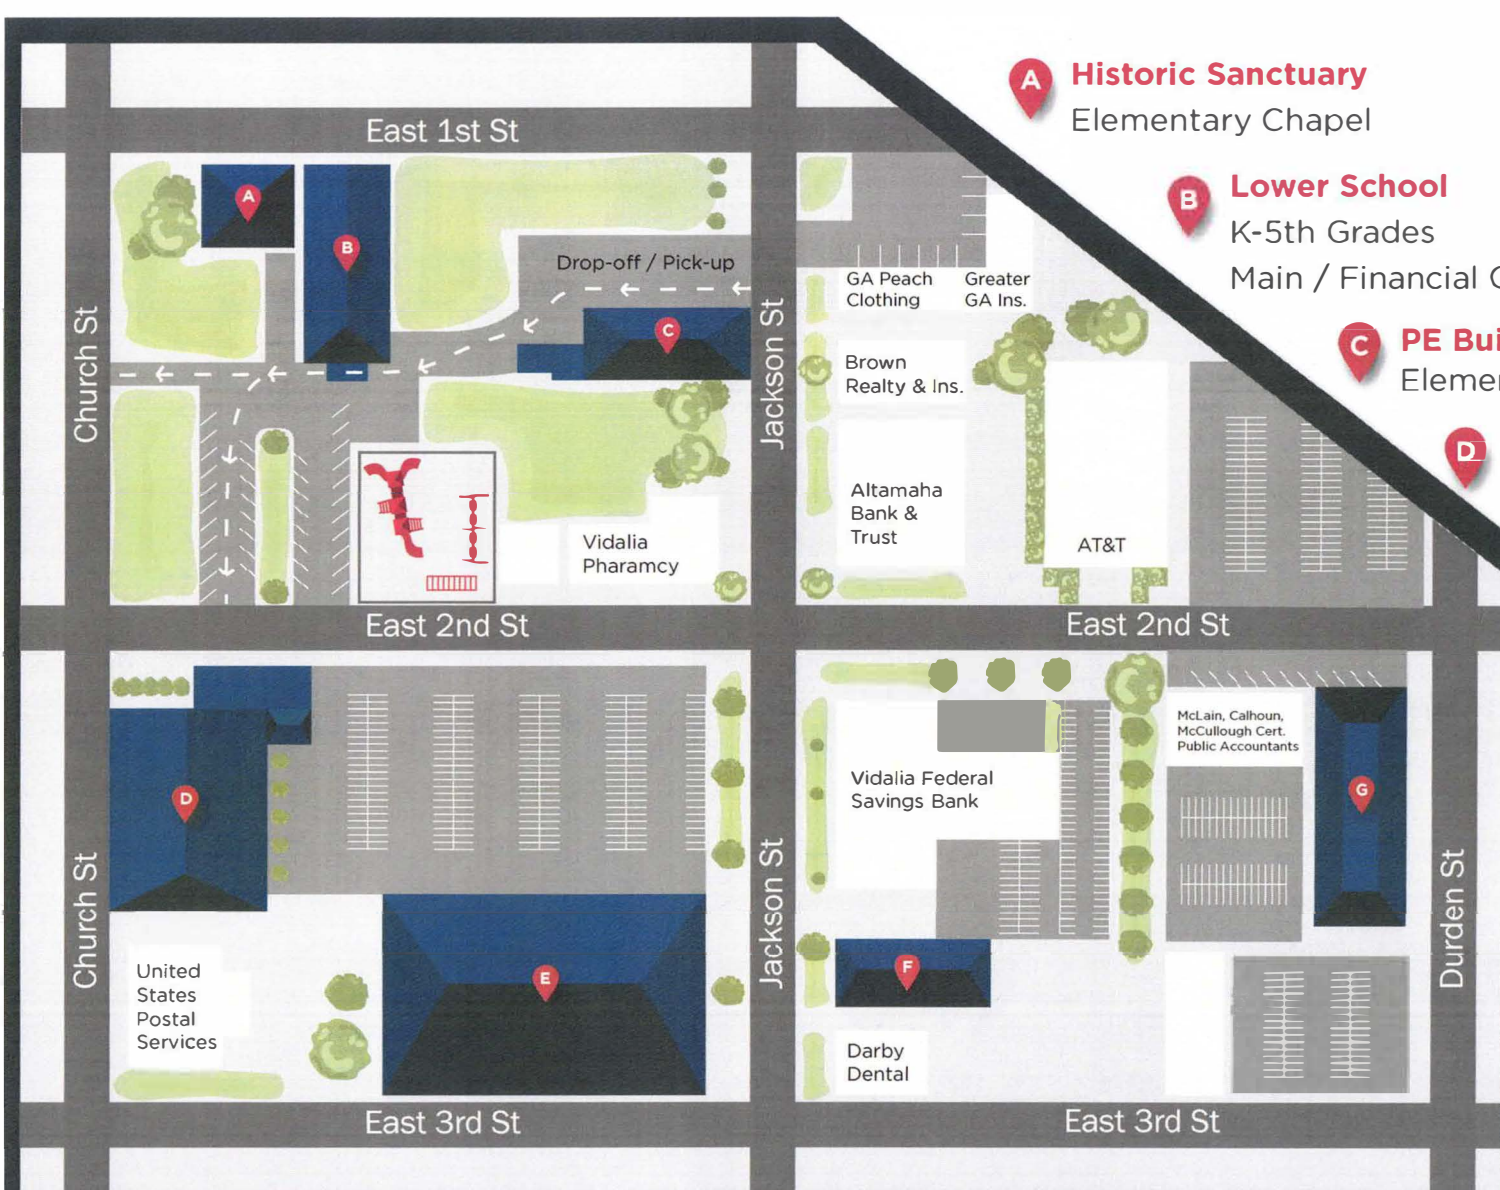 A
Historic Sanctuary
Elementary Chapel
B
Lower School
K-5th Grades
Main / Financial
C
PE
D
East 1st St
A
B
Drop-off / Pick-up
C
Church St
Jackson St
GA Peach
Clothing
Greater
GA Ins.
Brown
Realty & Ins.
Altamaha
Bank &
Trust
AT&T
Vidalia
Pharamcy
East 2nd St
East 2nd St
D
E
Church St
Jackson St
United
States
Postal
Services
Vidalia Federal
Savings Bank
McLain, Calhoun,
McCullough Cert.
Public Accountants
G
F
Darby
Dental
Durden St
East 3rd St
East 3rd St